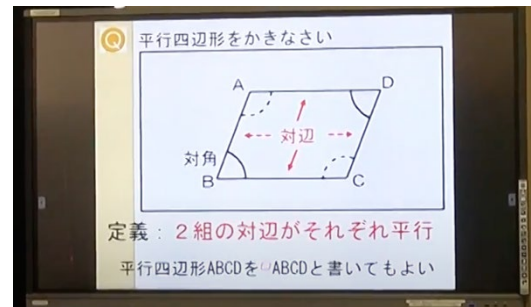 Q 平行四辺形をかきなさい
A D
対辺
対角
B C
定義：２組の対辺がそれぞれ平行
平行四辺形ABCDを▱ABCDと書いてもよい